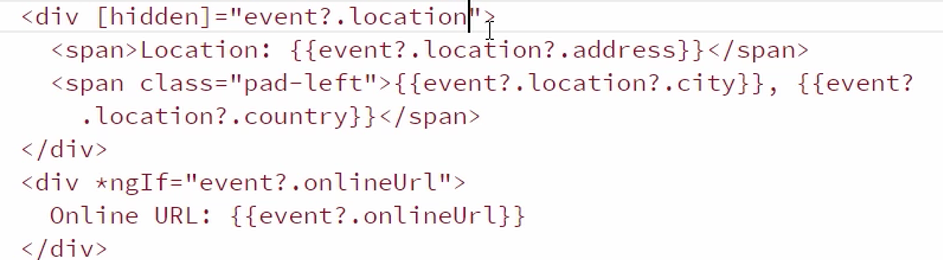 <div [hidden]="event?.location">
<span>Location: {{event?.location?.address}}</span>
<span class="pad-left">{{event?.location?.city}}, {{event?
.location?.country}}</span>
</div>
<div *ngIf="event?.onlineUrl">
Online URL: {{event?.onlineUrl}}
</div>